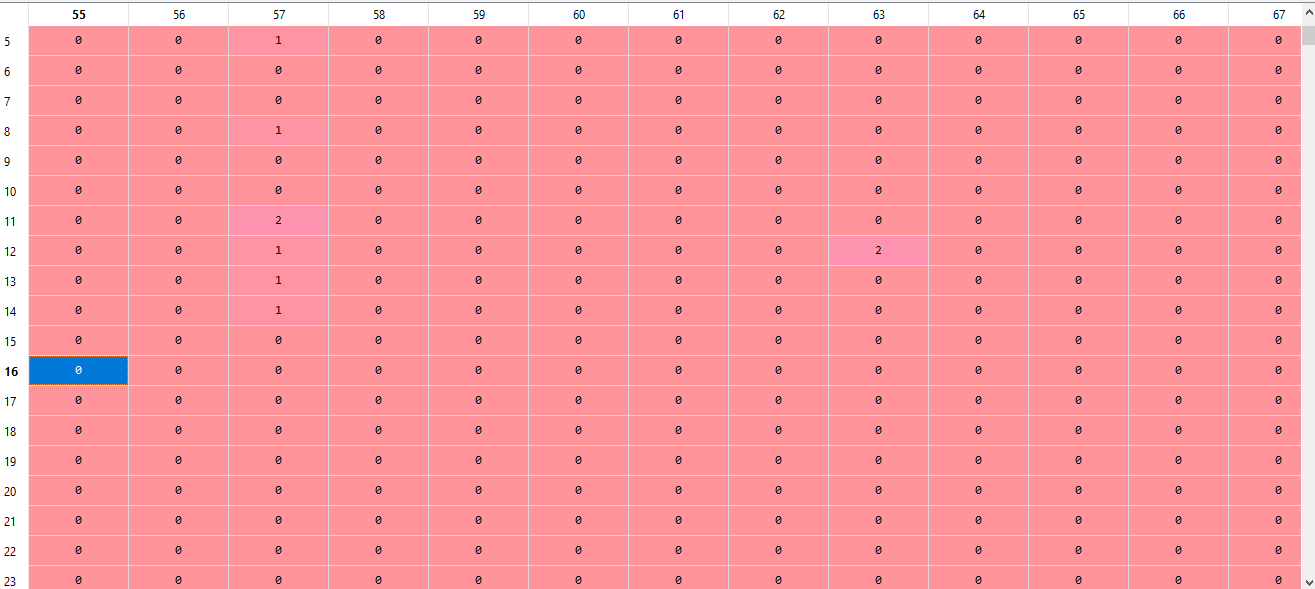 55 56 57 58 59 60 61 62 63 64 65 66 67
5 0 0 1 0 0 0 0 0 0 0 0 0 0
6 0 0 0 0 0 0 0 0 0 0 0 0 0
7 0 0 0 0 0 0 0 0 0 0 0 0 0
8 0 0 1 0 0 0 0 0 0 0 0 0 0
9 0 0 0 0 0 0 0 0 0 0 0 0 0
10 0 0 0 0 0 0 0 0 0 0 0 0 0
11 0 0 2 0 0 0 0 0 0 0 0 0 0
12 0 0 1 0 0 0 0 0 2 0 0 0 0
13 0 0 1 0 0 0 0 0 0 0 0 0 0
14 0 0 1 0 0 0 0 0 0 0 0 0 0
15 0 0 0 0 0 0 0 0 0 0 0 0 0
16 0 0 0 0 0 0 0 0 0 0 0 0 0
17 0 0 0 0 0 0 0 0 0 0 0 0 0
18 0 0 0 0 0 0 0 0 0 0 0 0 0
19 0 0 0 0 0 0 0 0 0 0 0 0 0
20 0 0 0 0 0 0 0 0 0 0 0 0 0
21 0 0 0 0 0 0 0 0 0 0 0 0 0
22 0 0 0 0 0 0 0 0 0 0 0 0 0
23 0 0 0 0 0 0 0 0 0 0 0 0 0